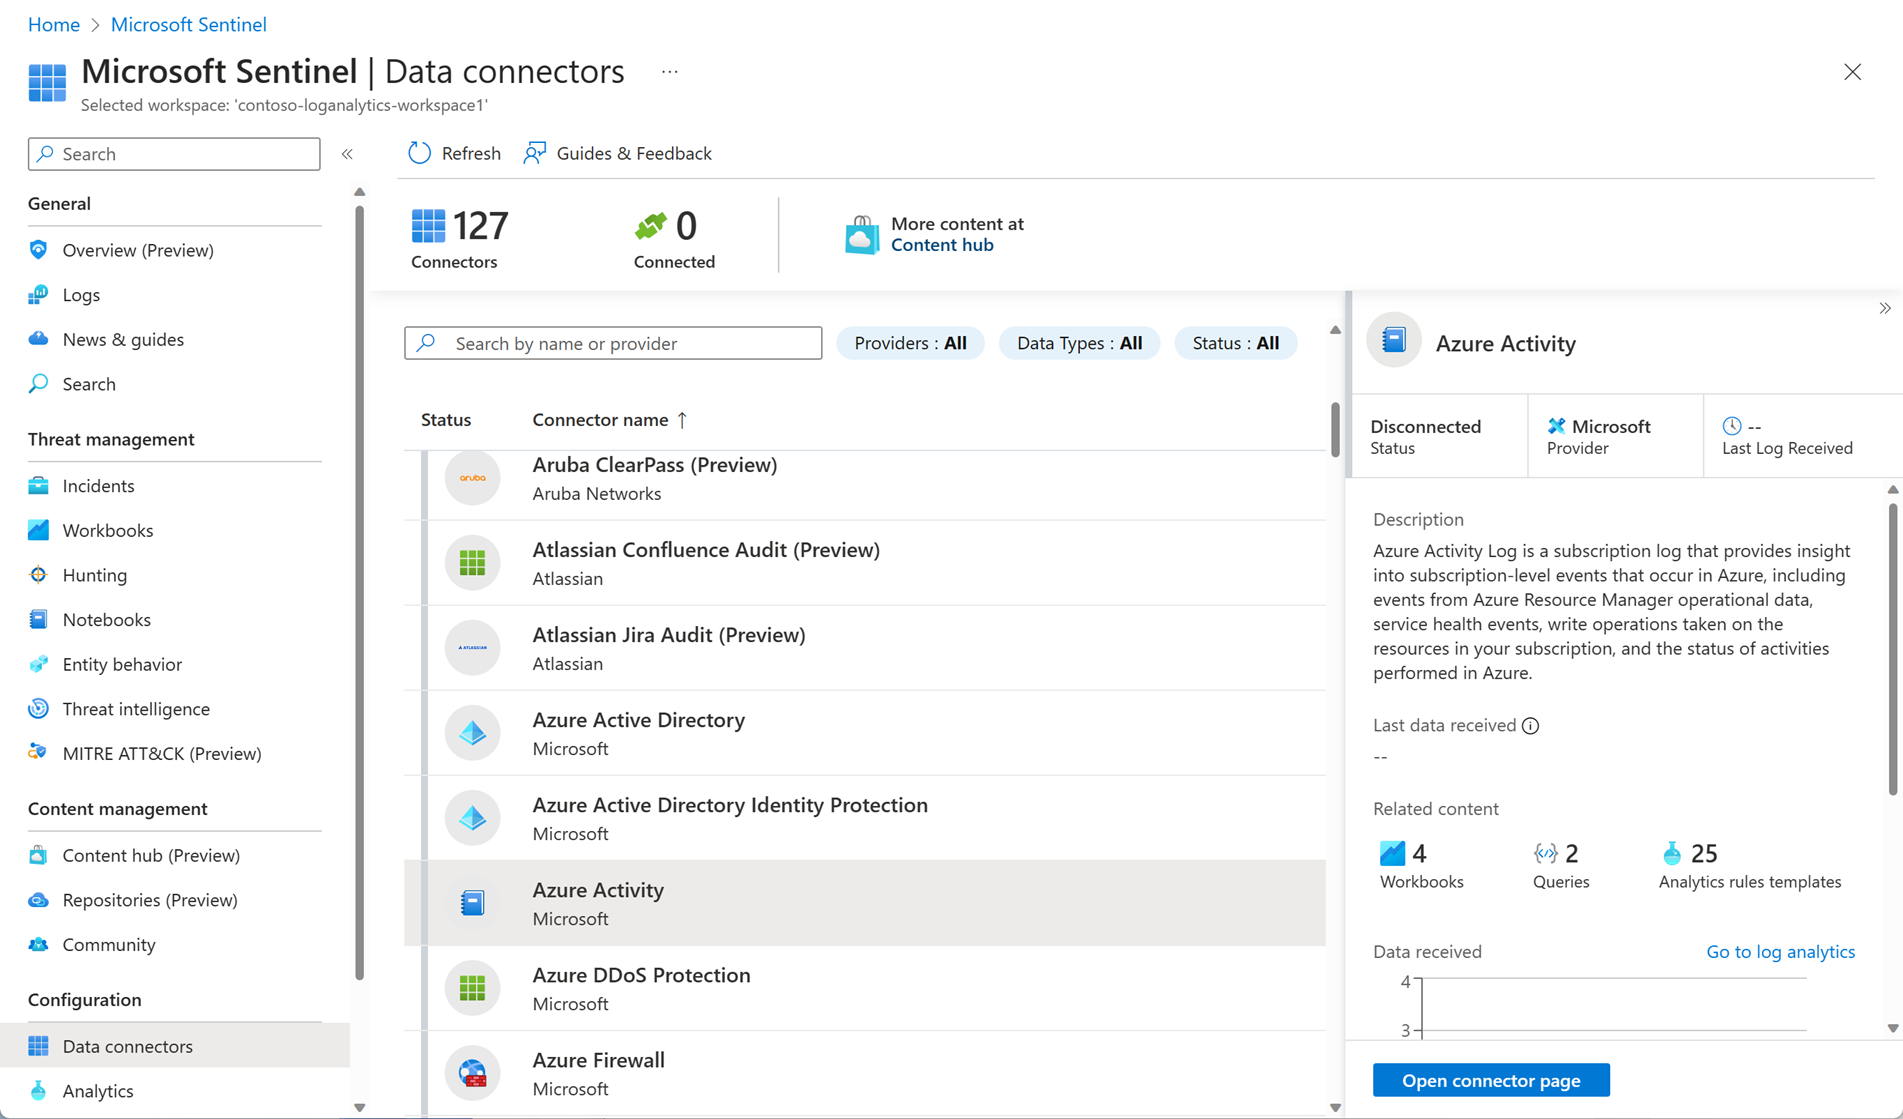 Home > Microsoft Sentinel
Microsoft Sentinel | Data connectors ...
Selected workspace: 'contoso-loganalytics-workspace1'
Search
«
General
Overview (Preview)
Logs
News & guides
Search
Threat management
Incidents
Workbooks
Hunting
Notebooks
Entity behavior
Threat intelligence
MITRE ATT&CK (Preview)
Content management
Content hub (Preview)
Repositories (Preview)
Community
Configuration
Data connectors
Analytics
Refresh
Guides & Feedback
127
Connectors
0
Connected
More content at
Content hub
Search by name or provider
Providers : All
Data Types : All
Status : All
Status
Connector name ↑
aruba
Aruba ClearPass (Preview)
Aruba Networks
Atlassian Confluence Audit (Preview)
Atlassian
ATLASSIAN
Atlassian Jira Audit (Preview)
Atlassian
Azure Active Directory
Microsoft
Azure Active Directory Identity Protection
Microsoft
Azure Activity
Microsoft
Azure DDoS Protection
Microsoft
Azure Firewall
Microsoft
»
Azure Activity
Disconnected
Status
Microsoft
Provider
--
Last Log Received
Description
Azure Activity Log is a subscription log that provides insight
into subscription-level events that occur in Azure, including
events from Azure Resource Manager operational data,
service health events, write operations taken on the
resources in your subscription, and the status of activities
performed in Azure.
Last data received
--
Related content
4
Workbooks
2
Queries
25
Analytics rules templates
Data received
Go to log analytics
4
3
Open connector page